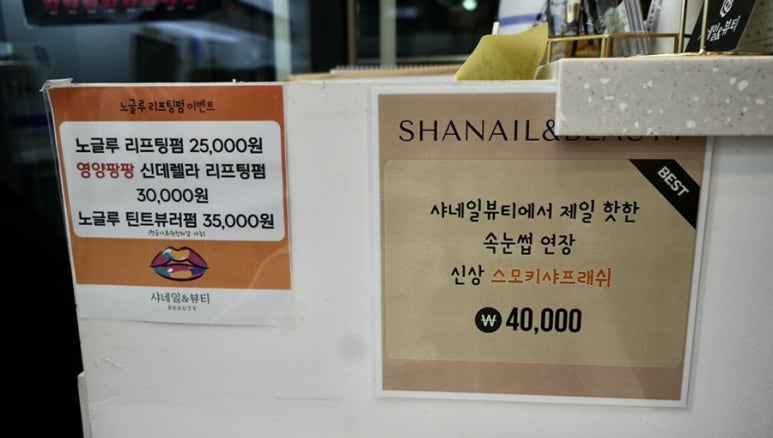 노글루 리프팅펌 이벤트
노글루 리프팅펌 25,000원
영양팡팡 신데렐라 리프팅펌
30,000원
노글루 틴트뷰러펌 35,000원
샤네일&뷰티
BEAUTY
SHANAIL&BEAUTY
BEST
샤네일뷰티에서 제일 핫한
속눈썹 연장
신상 스모키샤프래쉬
₩ 40,000
네일&뷰티